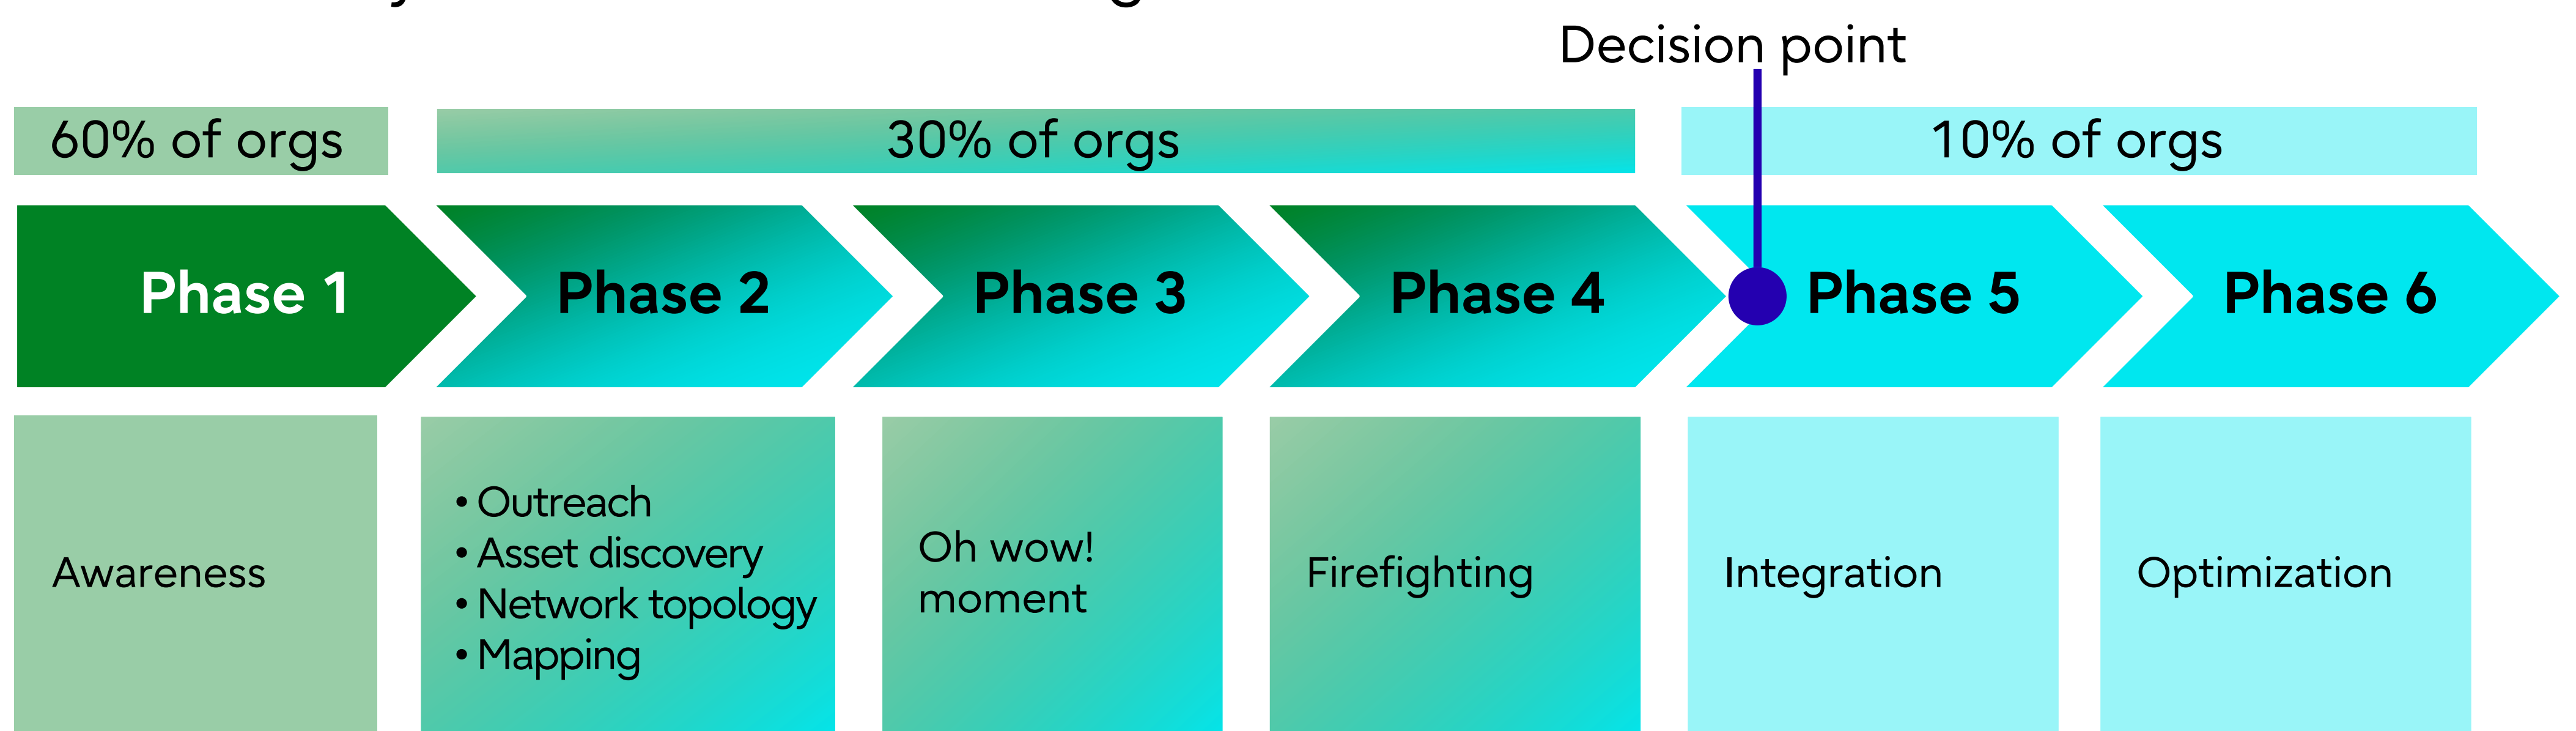 Decision point
60% of orgs
30% of orgs
10% of orgs
Phase 1
Phase 2
Phase 3
Phase 4
Phase 5
Phase 6
Awareness
• Outreach
• Asset discovery
• Network topology
• Mapping
Oh wow!
moment
Firefighting
Integration
Optimization